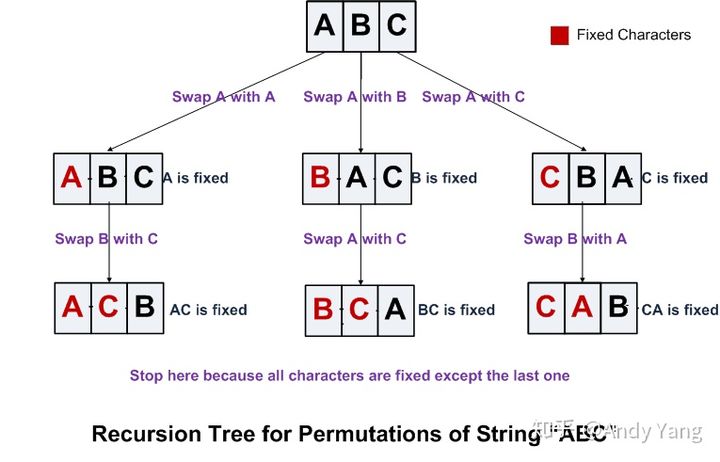 A B C
Fixed Characters
Swap A with A Swap A with B Swap A with C
A B C A is fixed B A C B is fixed C B A C is fixed
Swap B with C Swap A with C Swap B with A
A C B AC is fixed B C A BC is fixed C A B CA is fixed
Stop here because all characters are fixed except the last one
Recursion Tree for Permutations of String "ABC"
知乎 @Andy Yang